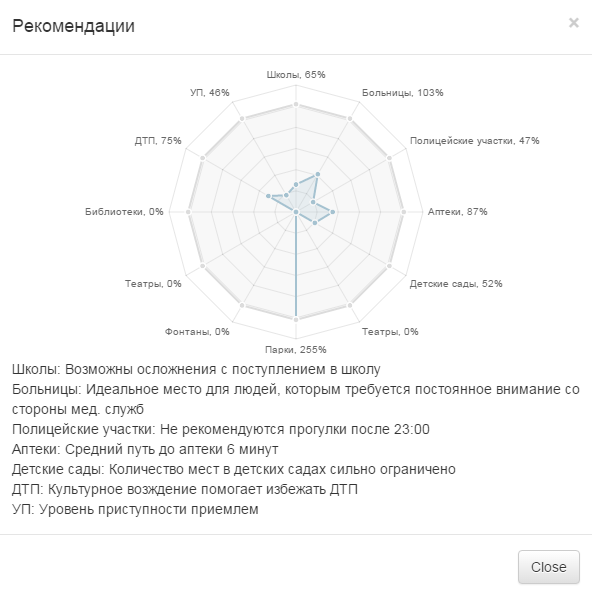 Рекомендации
×
Школы, 65%
УП, 46%
Больницы, 103%
ДТП, 75%
Полицейские участки, 47%
Библиотеки, 0%
Аптеки, 87%
Театры, 0%
Детские сады, 52%
Фонтаны, 0%
Театры, 0%
Парки, 255%
Школы: Возможны осложнения с поступлением в школу
Больницы: Идеальное место для людей, которым требуется постоянное внимание со
стороны мед. служб
Полицейские участки: Не рекомендуются прогулки после 23:00
Аптеки: Средний путь до аптеки 6 минут
Детские сады: Количество мест в детских садах сильно ограничено
ДТП: Культурное возждение помогает избежать ДТП
УП: Уровень приступности приемлем
Close